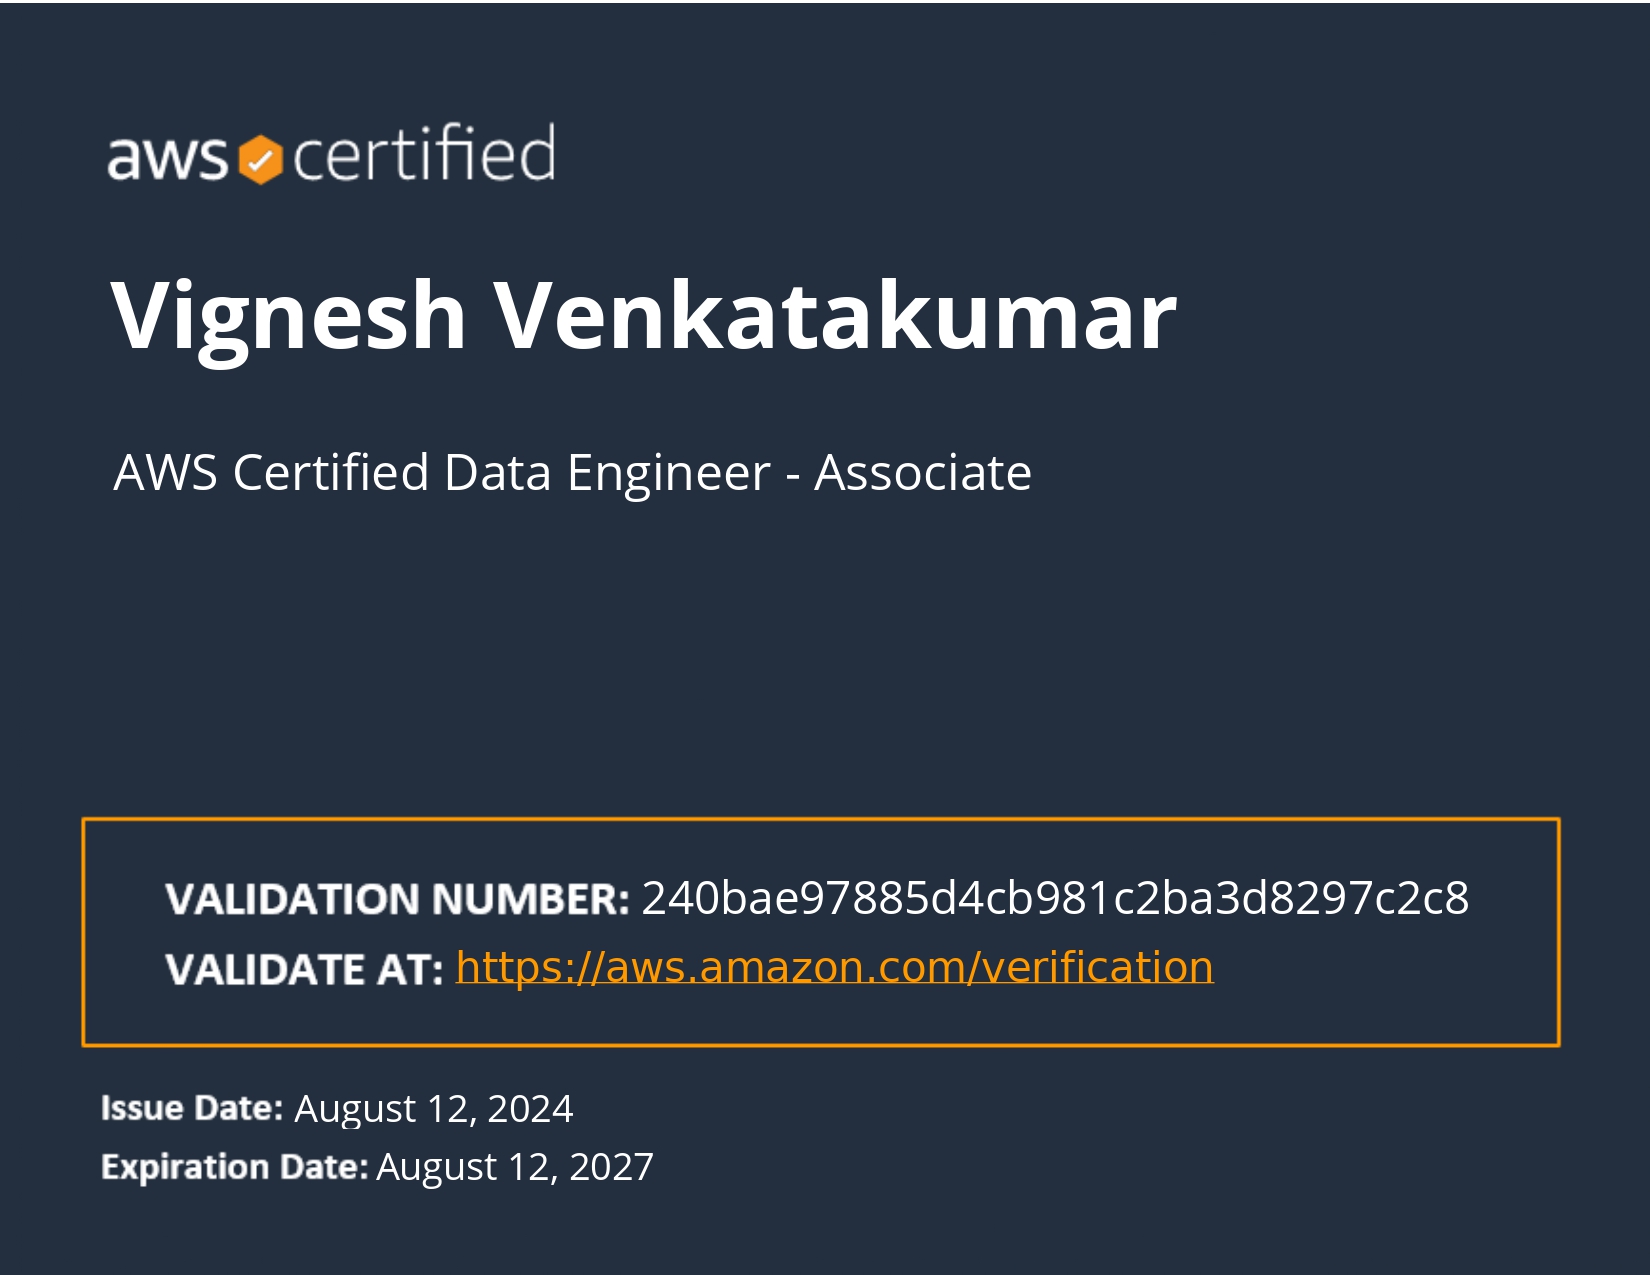 aws certified
Vignesh Venkatakumar
AWS Certified Data Engineer - Associate
VALIDATION NUMBER: 240bae97885d4cb981c2ba3d8297c2c8
VALIDATE AT: https://aws.amazon.com/verification
Issue Date: August 12, 2024
Expiration Date: August 12, 2027